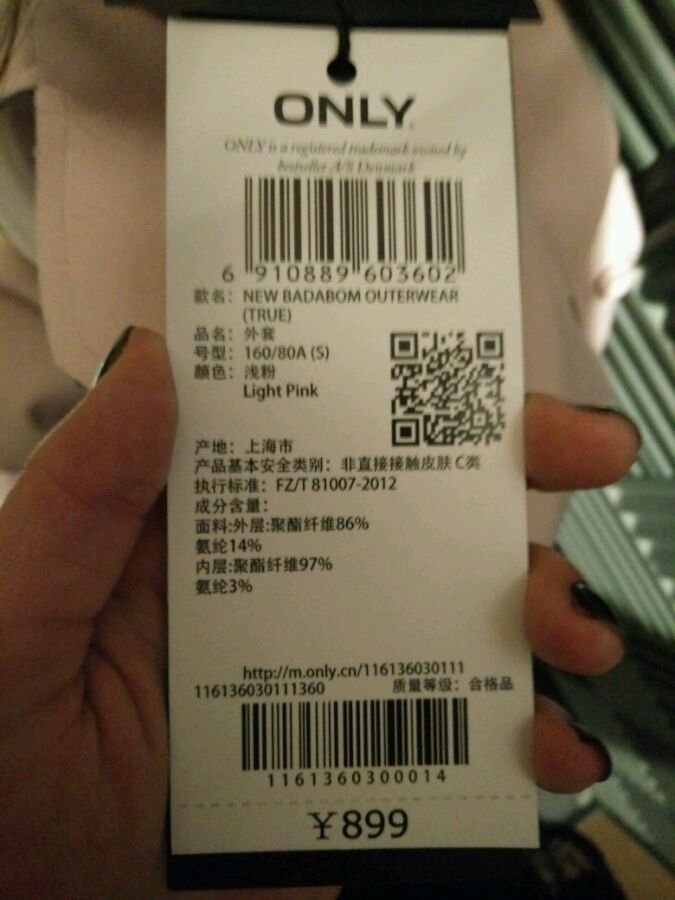 ONLY
ONLY is a registered trademark owned by
bestseller A/S Denmark
6 910889 603602
款名: NEW BADABOM OUTERWEAR
(TRUE)
品名: 外套
号型: 160/80A (S)
颜色: 浅粉
Light Pink
产地: 上海市
产品基本安全类别: 非直接接触皮肤 C类
执行标准: FZ/T 81007-2012
成分含量:
面料:外层:聚酯纤维86%
氨纶14%
内层:聚酯纤维97%
氨纶3%
http://m.only.cn/116136030111
116136030111360 质量等级: 合格品
1161360300014
¥899